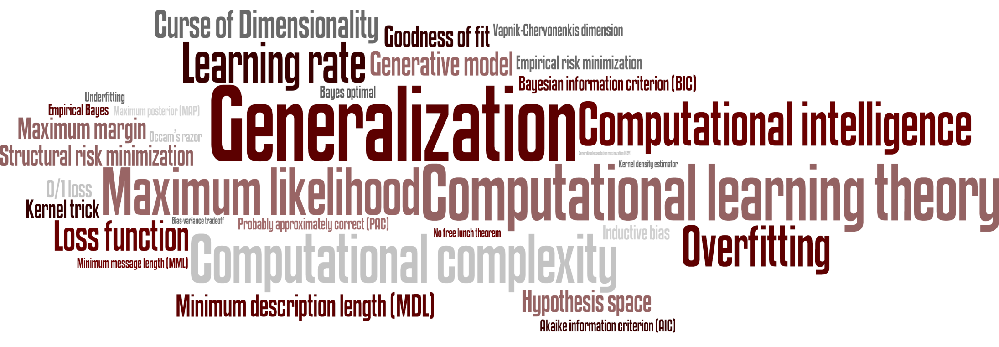 Curse of Dimensionality
Goodness of fit
Vapnik-Chervonenkis dimension
Learning rate
Generative model
Empirical risk minimization
Bayesian information criterion (BIC)
Bayes optimal
Underfitting
Empirical Bayes
Maximum posterior (MAP)
Generalization
Computational intelligence
Maximum margin
Occam's razor
Structural risk minimization
Generalized expectation maximization (GEM)
Kernel density estimator
0/1 loss
Maximum likelihood
Computational learning theory
Kernel trick
Bias-variance tradeoff
Probably approximately correct (PAC)
No free lunch theorem
Inductive bias
Loss function
Overfitting
Minimum message length (MML)
Computational complexity
Minimum description length (MDL)
Hypothesis space
Akaike information criterion (AIC)